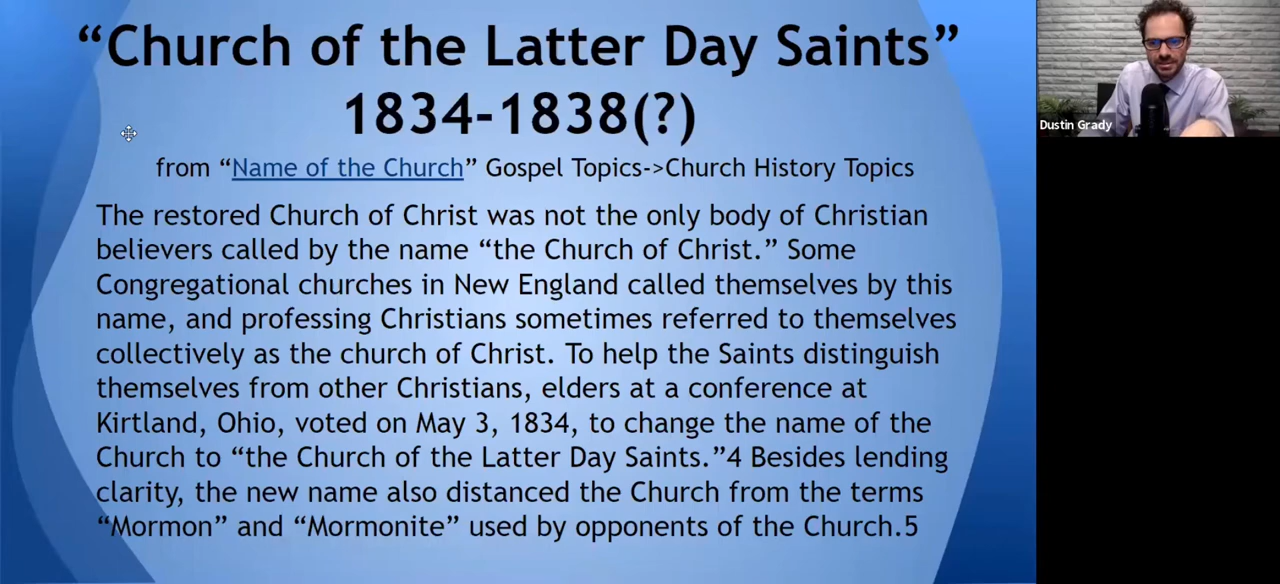 “Church of the Latter Day Saints”
1834-1838(?)
from “Name of the Church” Gospel Topics->Church History Topics
The restored Church of Christ was not the only body of Christian
believers called by the name “the Church of Christ.” Some
Congregational churches in New England called themselves by this
name, and professing Christians sometimes referred to themselves
collectively as the church of Christ. To help the Saints distinguish
themselves from other Christians, elders at a conference at
Kirtland, Ohio, voted on May 3, 1834, to change the name of the
Church to “the Church of the Latter Day Saints.”4 Besides lending
clarity, the new name also distanced the Church from the terms
“Mormon” and “Mormonite” used by opponents of the Church.5
Dustin Grady